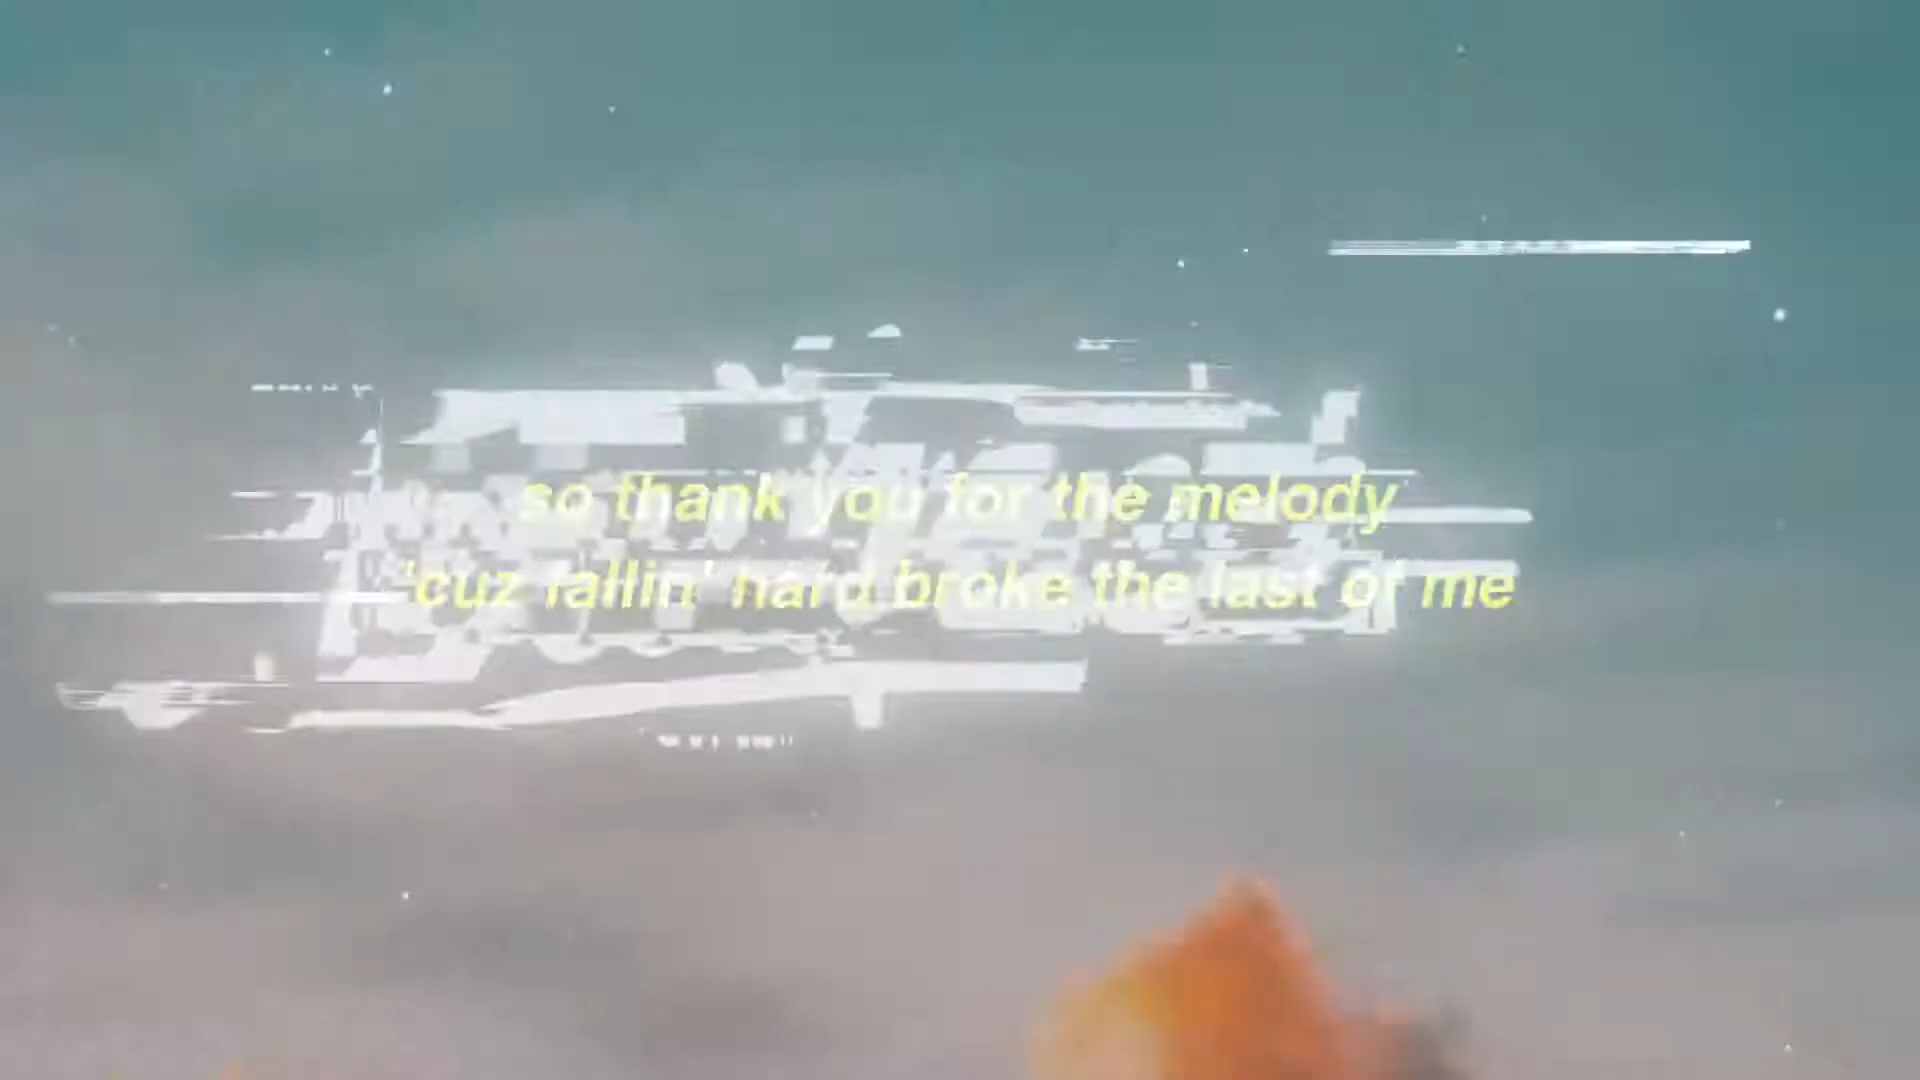 so thank you for the melody
'cuz fallin' hard broke the last of me